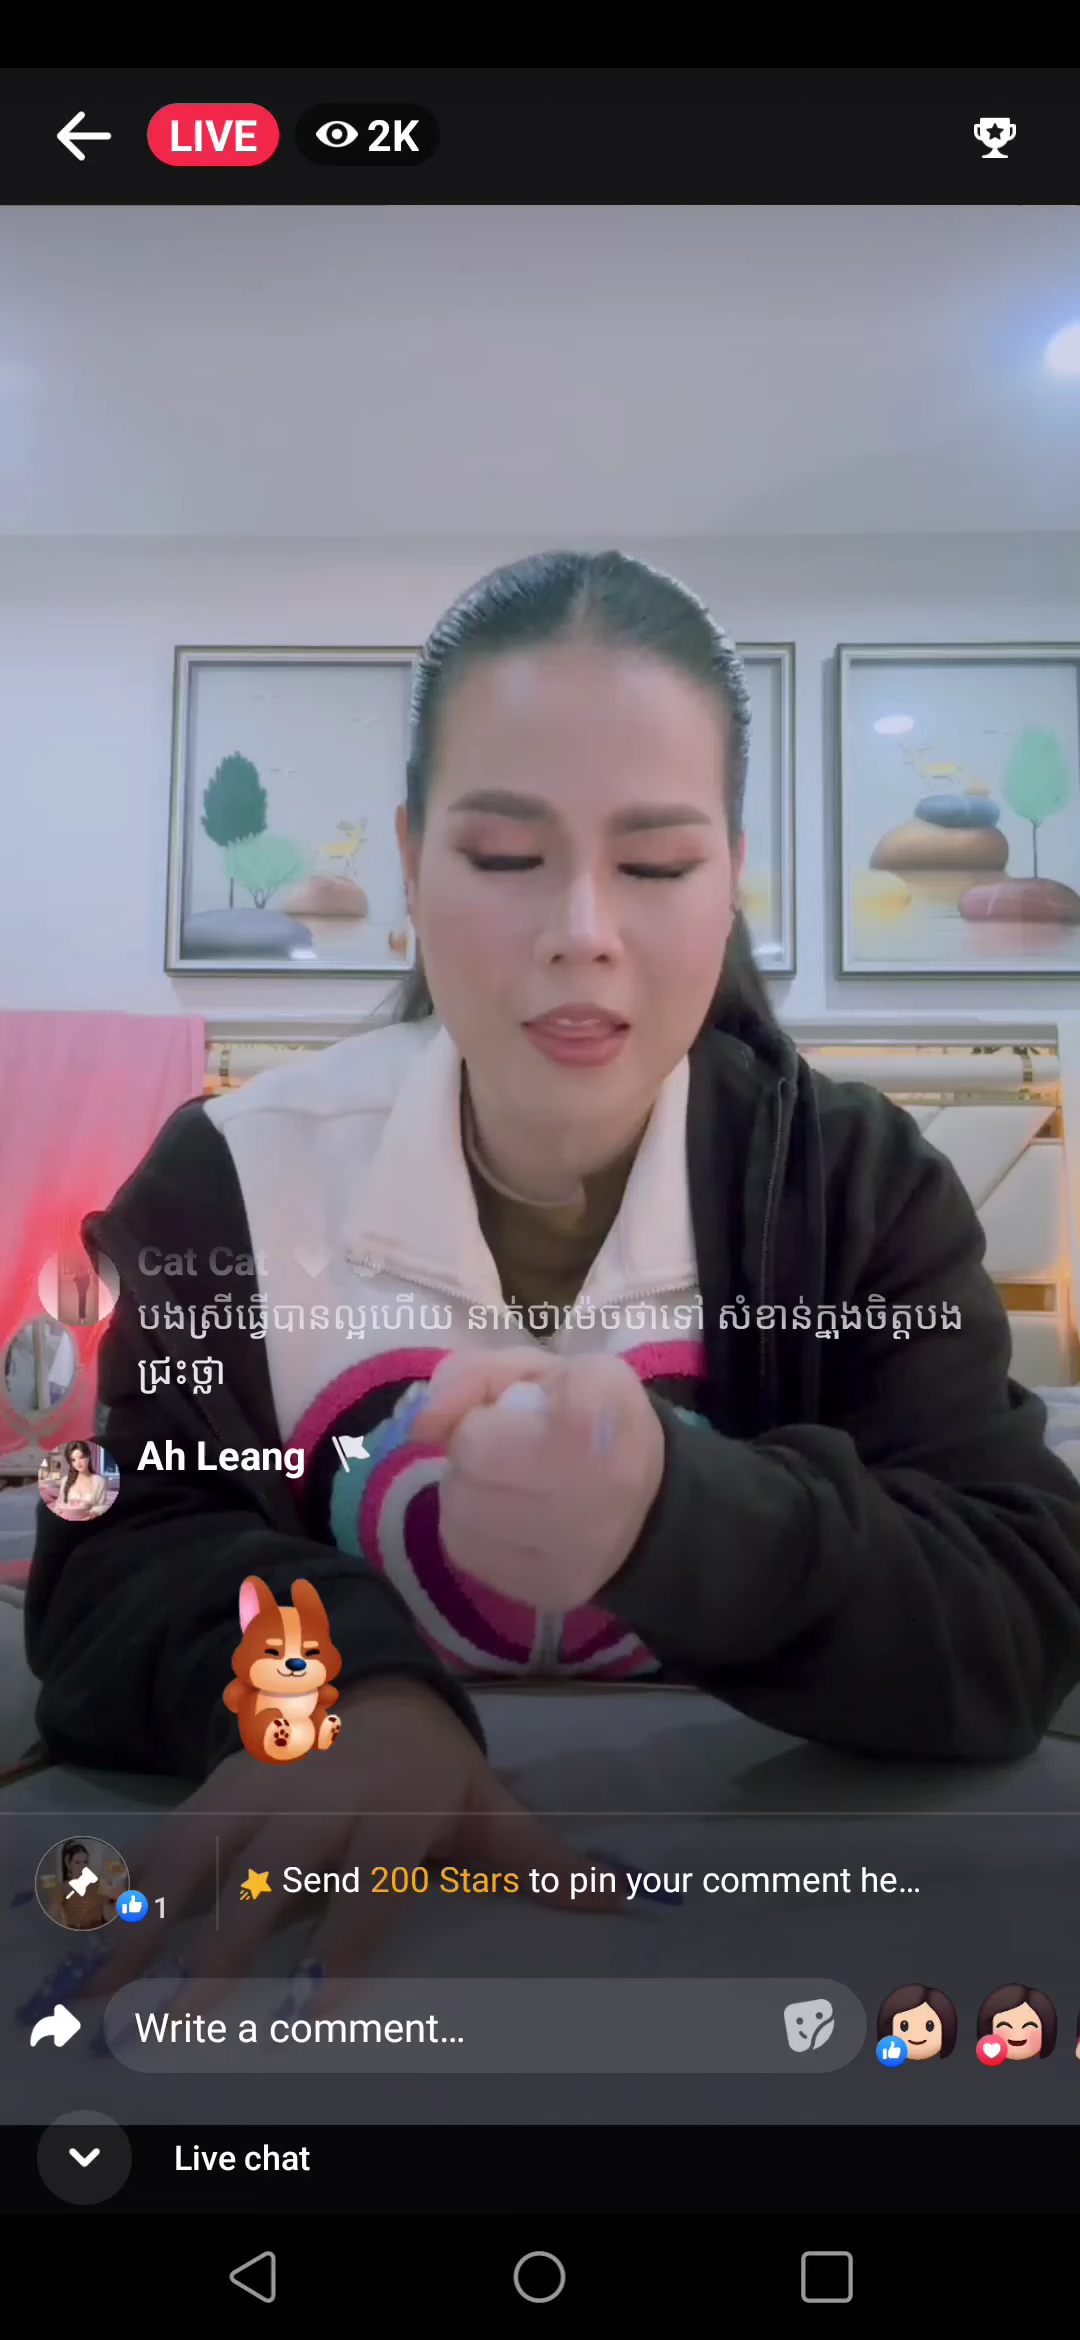 LIVE 2K
Cat Cat
បងស្រីធ្វើបានល្អហើយ នាក់ថាម៉េចថាទៅ សំខាន់ក្នុងចិត្តបង
ជ្រះថ្លា
Ah Leang
1 Send 200 Stars to pin your comment he...
Write a comment...
Live chat